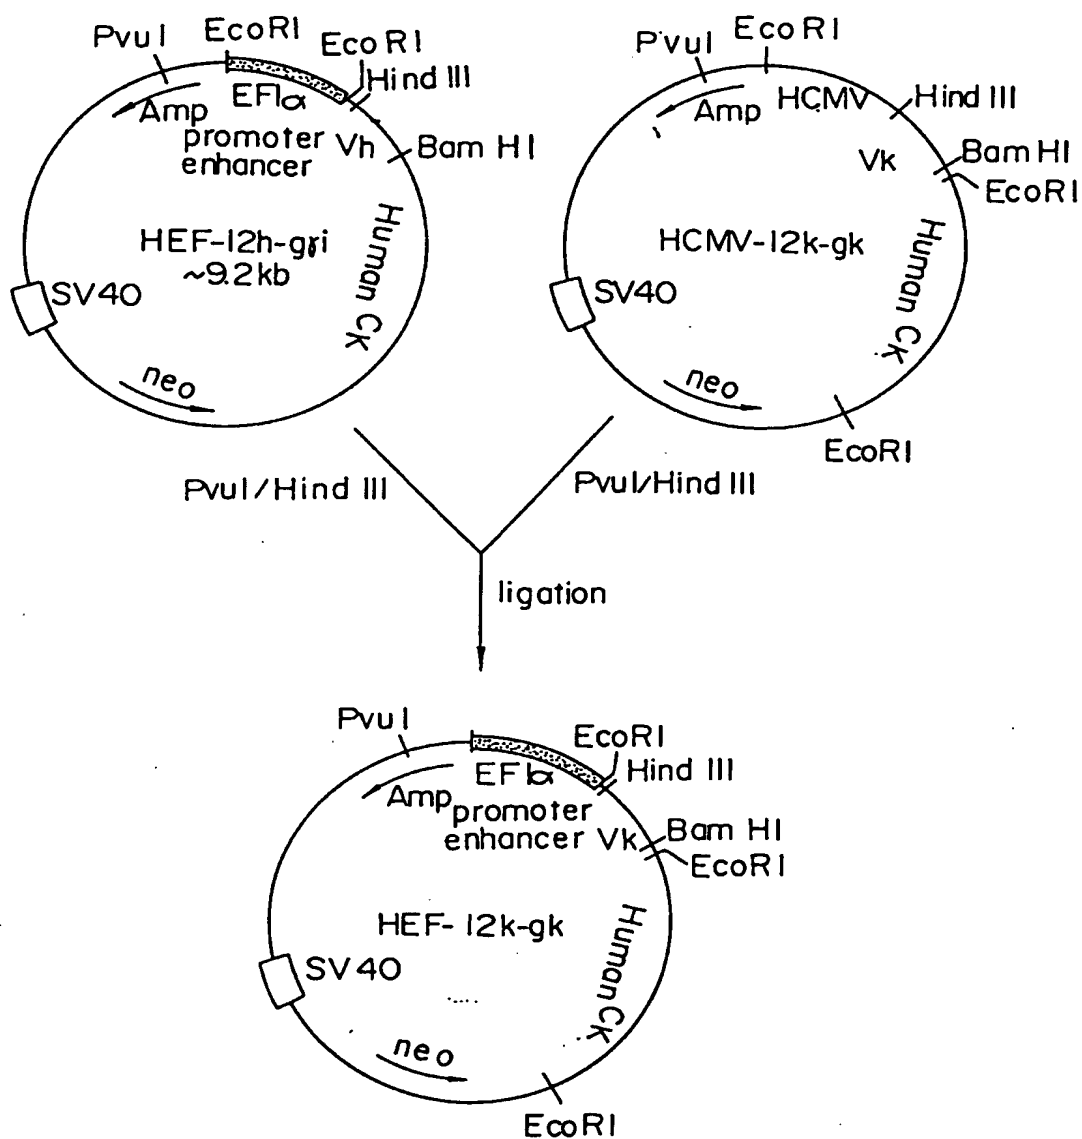 PvuI
EcoRI
EcoRI
Hind III
Amp
EF1α
promoter
enhancer
Vh
Bam HI
HEF-12h-gγi
~9.2kb
Human Cκ
SV40
neo
PvuI
EcoRI
Amp
HCMV
Hind III
Vk
Bam HI
EcoRI
HCMV-12k-gk
Human Cκ
SV40
neo
EcoRI
PvuI/Hind III
PvuI/Hind III
ligation
PvuI
EcoRI
Hind III
Amp
EF1α
promoter
enhancer
Vk
Bam HI
EcoRI
HEF-12k-gk
Human Cκ
SV40
neo
EcoRI